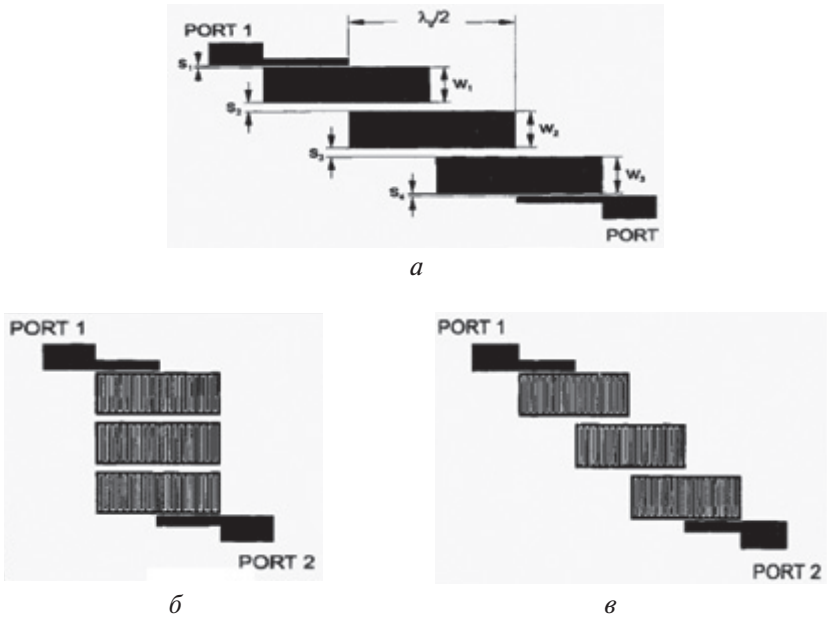 PORT 1
λg/2
S₁
W₁
S₂
W₂
S₃
W₃
S₄
PORT
а
PORT 1
PORT 2
б
PORT 1
PORT 2
в